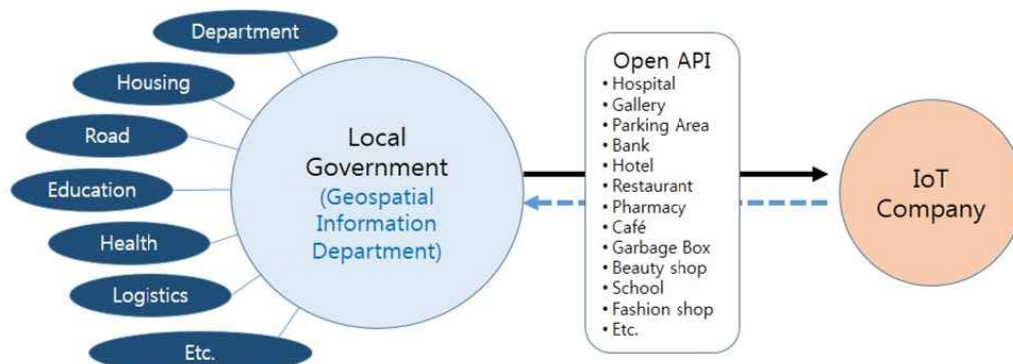 Department
Housing
Road
Education
Health
Logistics
Etc.
Local
Government
(Geospatial
Information
Department)
Open API
• Hospital
• Gallery
• Parking Area
• Bank
• Hotel
• Restaurant
• Pharmacy
• Café
• Garbage Box
• Beauty shop
• School
• Fashion shop
• Etc.
IoT
Company